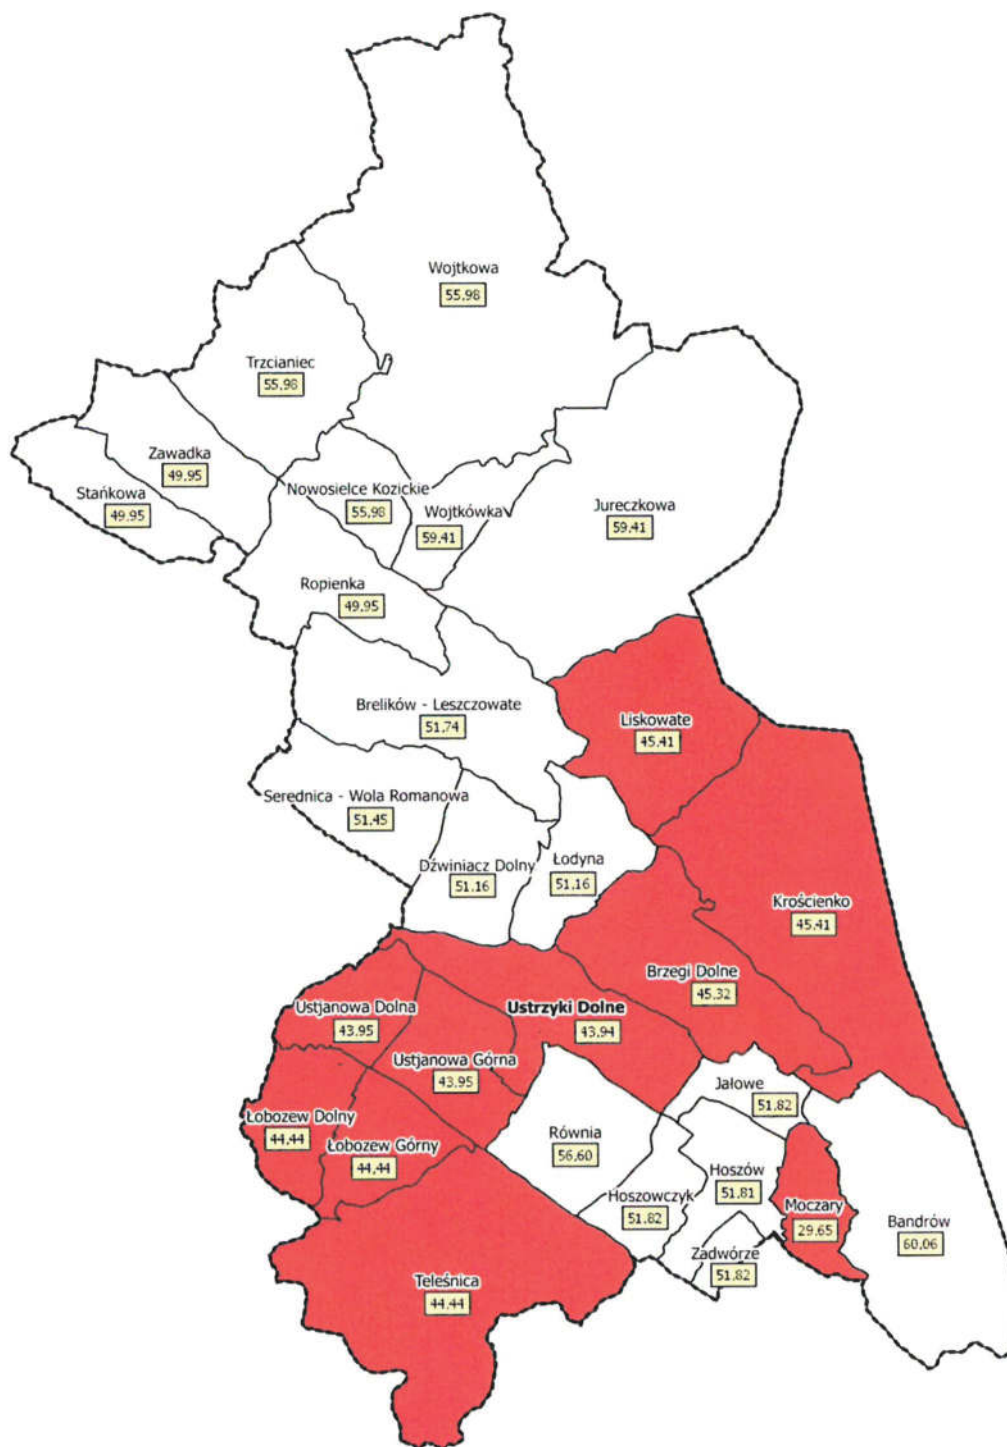 Wojtkowa
55,98
Trzcianiec
55,98
Zawadka
49,95
Stańkowa
49,95
Nowosielce Kozickie
55,98
Wojtkówka
59,41
Jureczkowa
59,41
Ropienka
49,95
Brelików - Leszczowate
51,74
Liskowate
45,41
Serednica - Wola Romanowa
51,45
Dźwiniacz Dolny
51,16
Łodyna
51,16
Krościenko
45,41
Brzegi Dolne
45,32
Ustjanowa Dolna
43,95
Ustrzyki Dolne
43,94
Ustjanowa Górna
43,95
Jałowe
51,82
Łobozew Dolny
44,44
Łobozew Górny
44,44
Równia
56,60
Hoszów
51,81
Hoszowczyk
51,82
Moczary
29,65
Bandrów
60,06
Zadwórze
51,82
Teleśnica
44,44